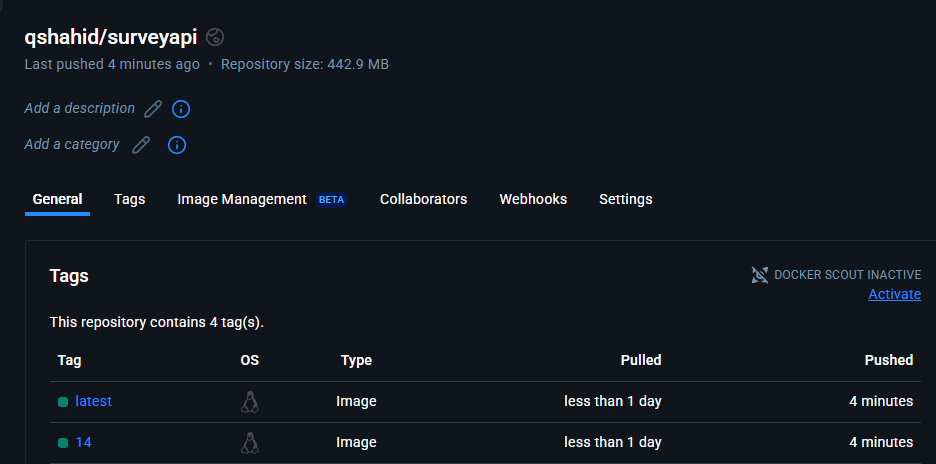 qshahid/surveyapi
Last pushed 4 minutes ago • Repository size: 442.9 MB
Add a description
Add a category
General Tags Image Management BETA Collaborators Webhooks Settings
Tags
DOCKER SCOUT INACTIVE
Activate
This repository contains 4 tag(s).
Tag OS Type Pulled Pushed
latest Image less than 1 day 4 minutes
14 Image less than 1 day 4 minutes